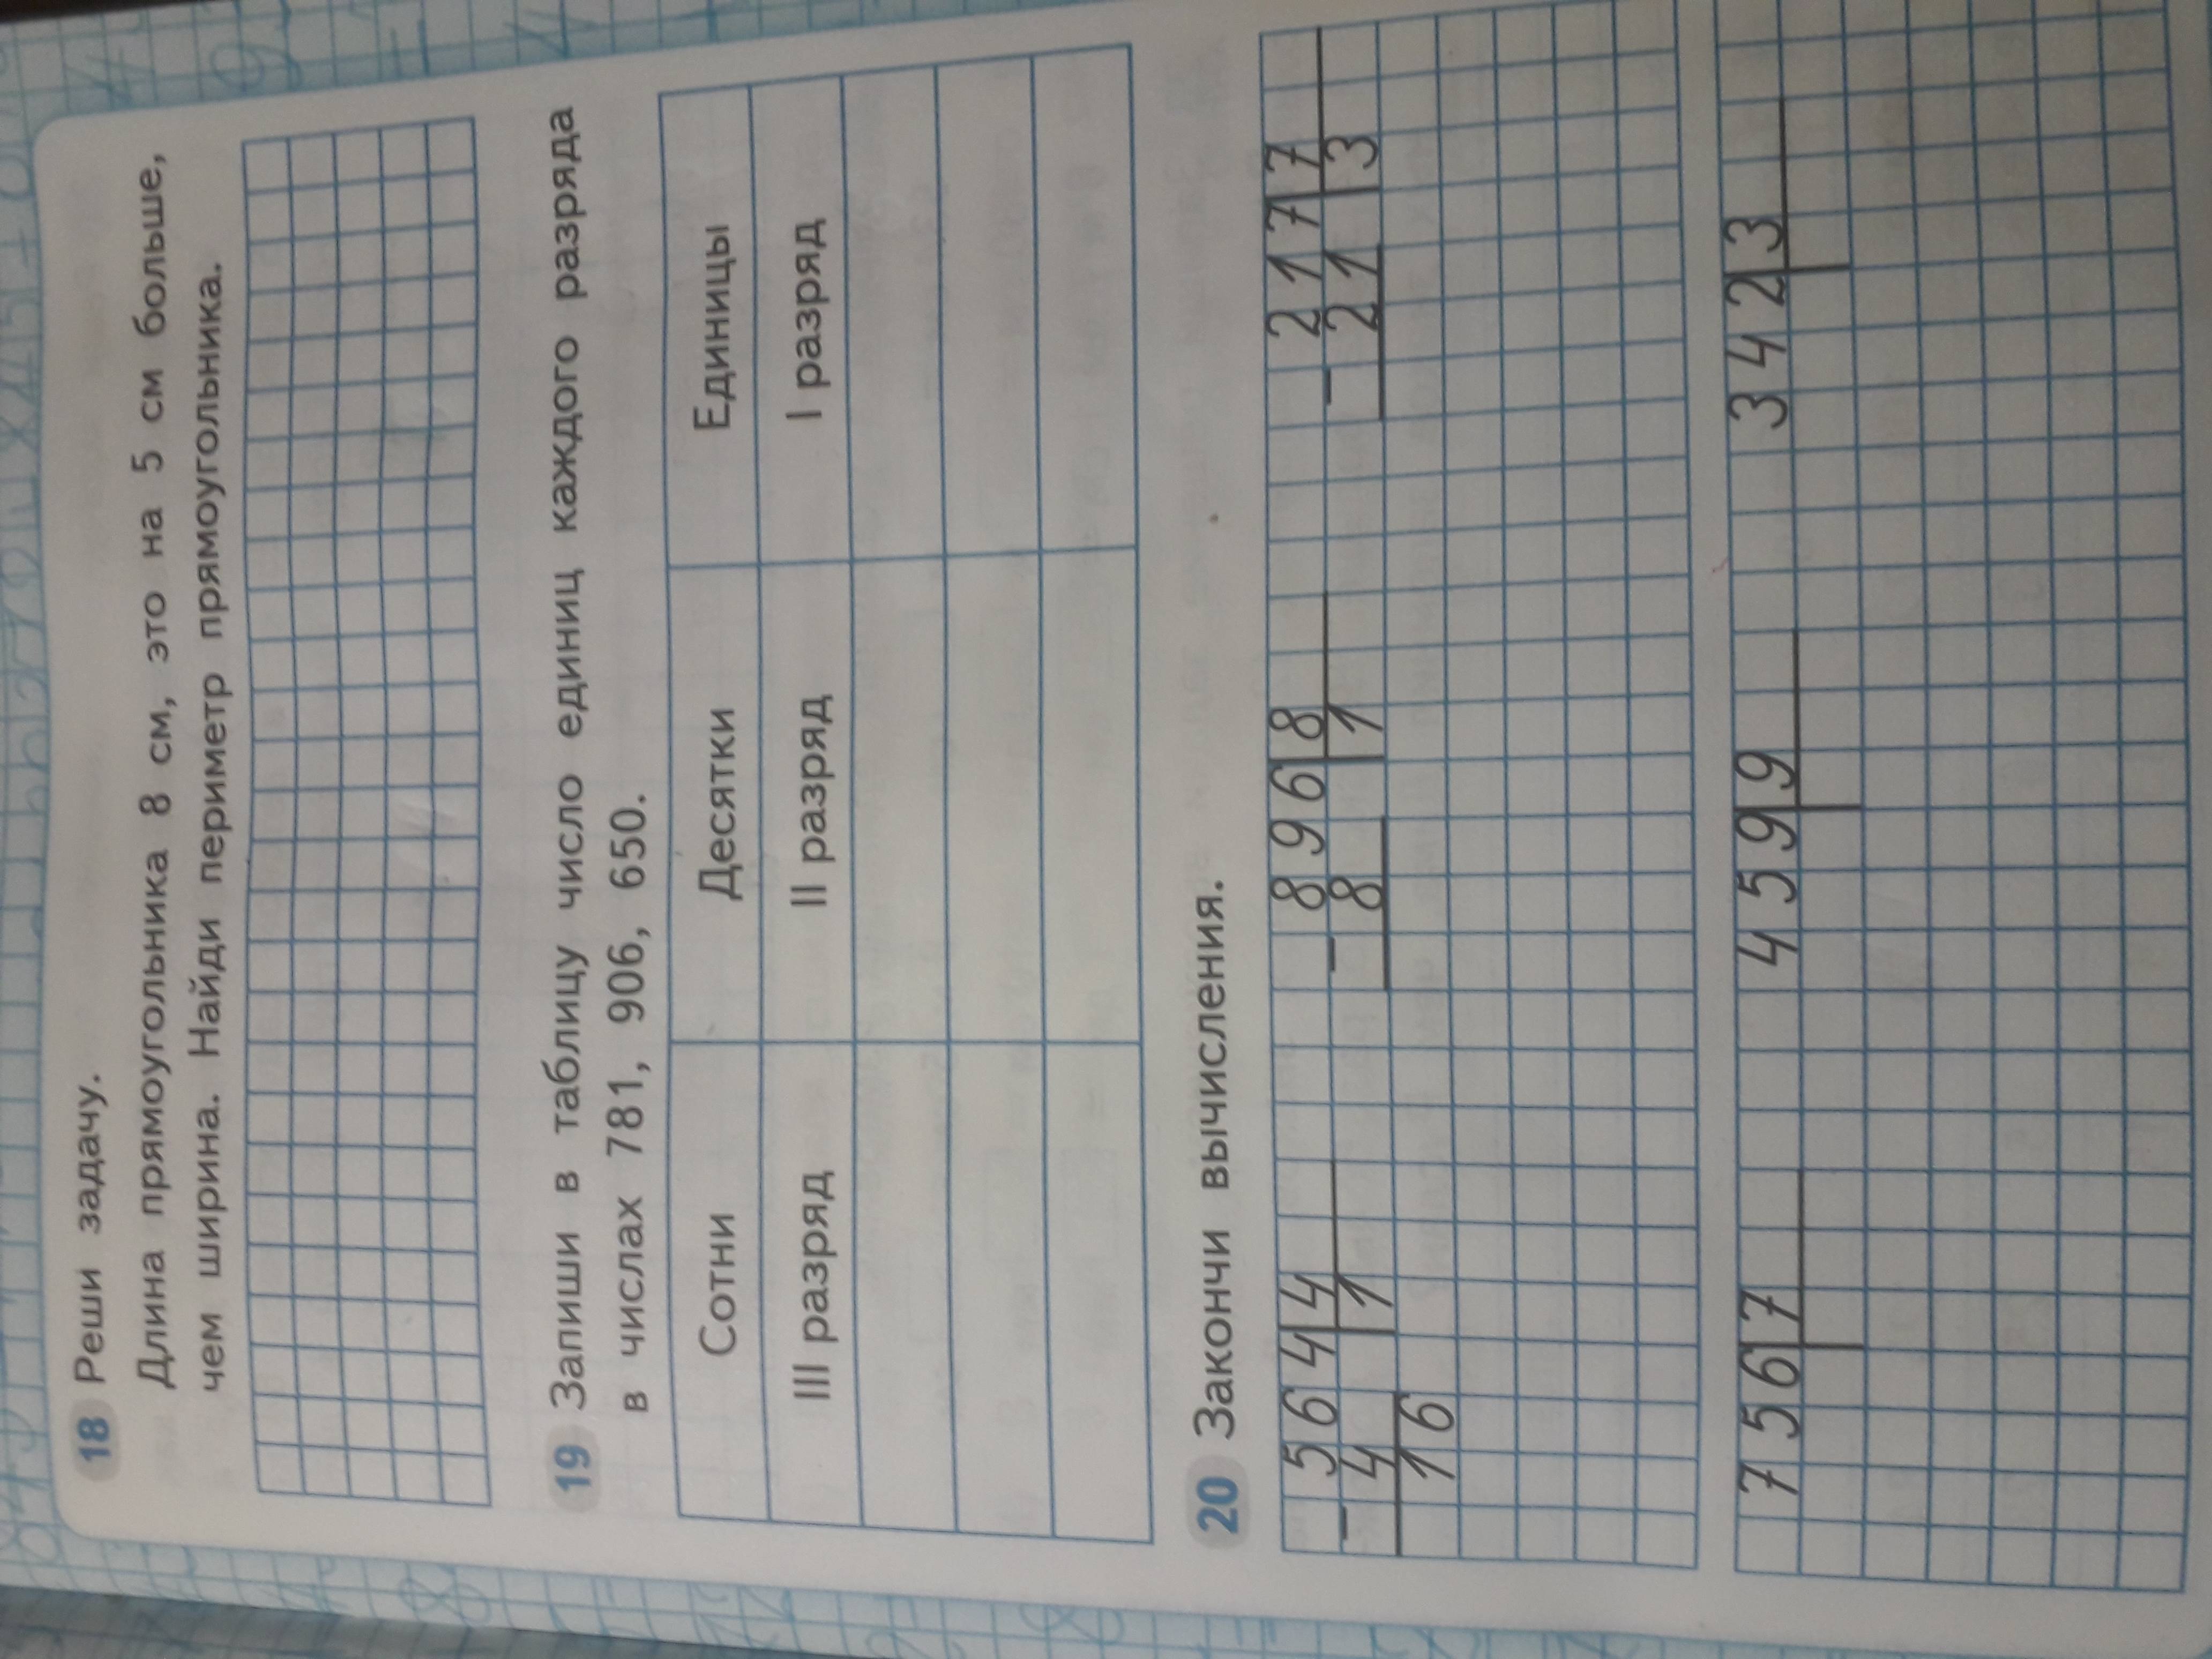 18 Реши задачу.
Длина прямоугольника 8 см, это на 5 см больше,
чем ширина. Найди периметр прямоугольника.
19 Запиши в таблицу число единиц каждого разряда
в числах 781, 906, 650.
Сотни Десятки Единицы
III разряд II разряд I разряд
20 Закончи вычисления.
564 4 896 8 217 7
- 4 1 - 8 1 - 21 3
16
756 7 459 9 342 3